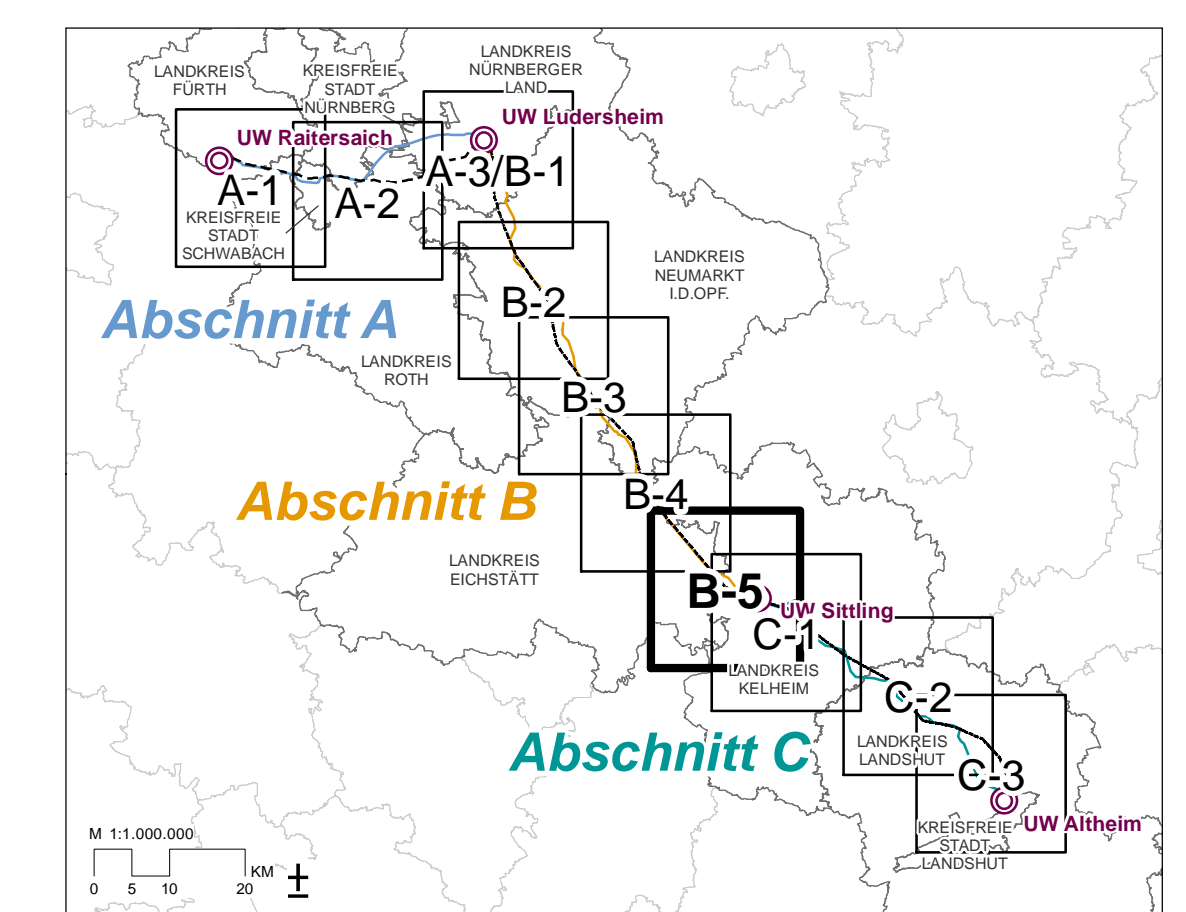 LANDKREIS
FÜRTH
KREISFREIE
STADT
NÜRNBERG
LANDKREIS
NÜRNBERGER
LAND
UW Raitersaich
UW Ludersheim
A-1
A-2
A-3/B-1
KREISFREIE
STADT
SCHWABACH
LANDKREIS
NEUMARKT
I.D.OPF.
Abschnitt A
B-2
LANDKREIS
ROTH
B-3
Abschnitt B
B-4
LANDKREIS
EICHSTÄTT
B-5
UW Sittling
C-1
LANDKREIS
KELHEIM
C-2
Abschnitt C
LANDKREIS
LANDSHUT
C-3
UW Altheim
KREISFREIE
STADT
LANDSHUT
M 1:1.000.000
KM
0 5 10 20